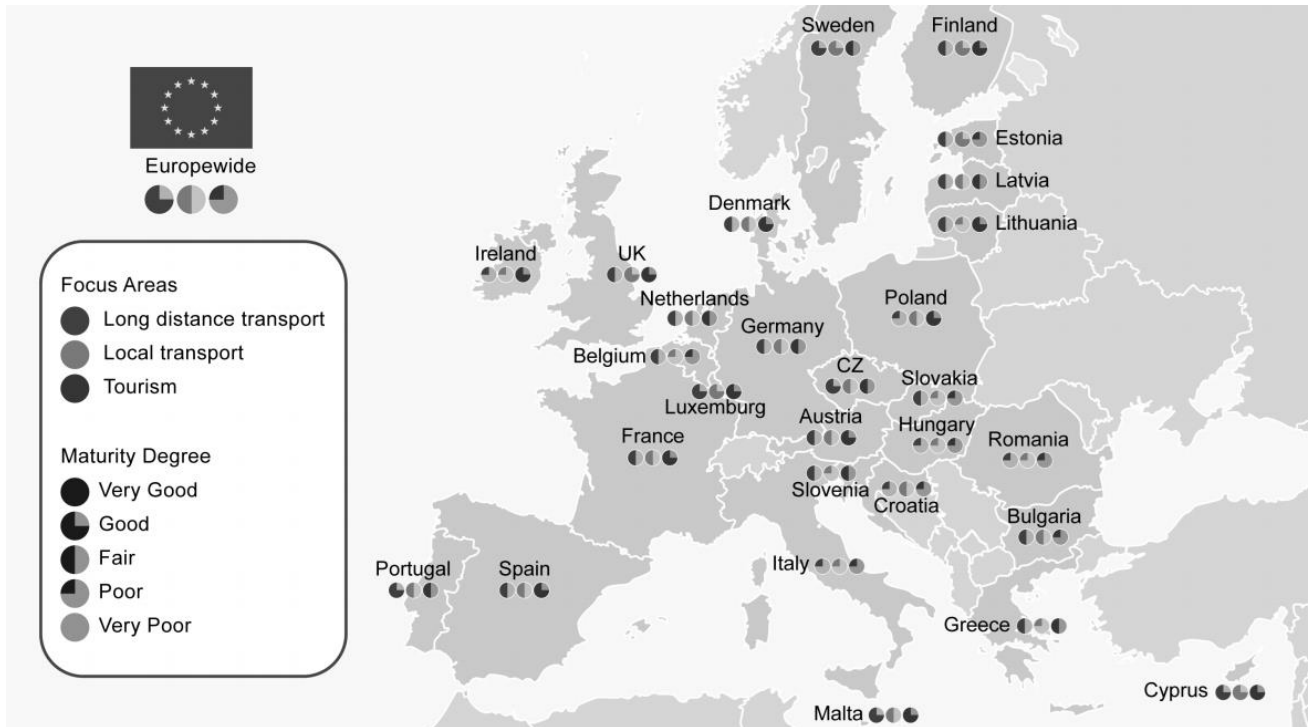 Sweden
Finland
Europewide
Estonia
Latvia
Denmark
Lithuania
Ireland
UK
Focus Areas
Netherlands
Poland
Long distance transport
Germany
Local transport
Belgium
CZ
Slovakia
Tourism
Luxemburg
Austria
Hungary
France
Romania
Maturity Degree
Very Good
Slovenia
Croatia
Good
Bulgaria
Fair
Italy
Portugal
Spain
Poor
Very Poor
Greece
Cyprus
Malta